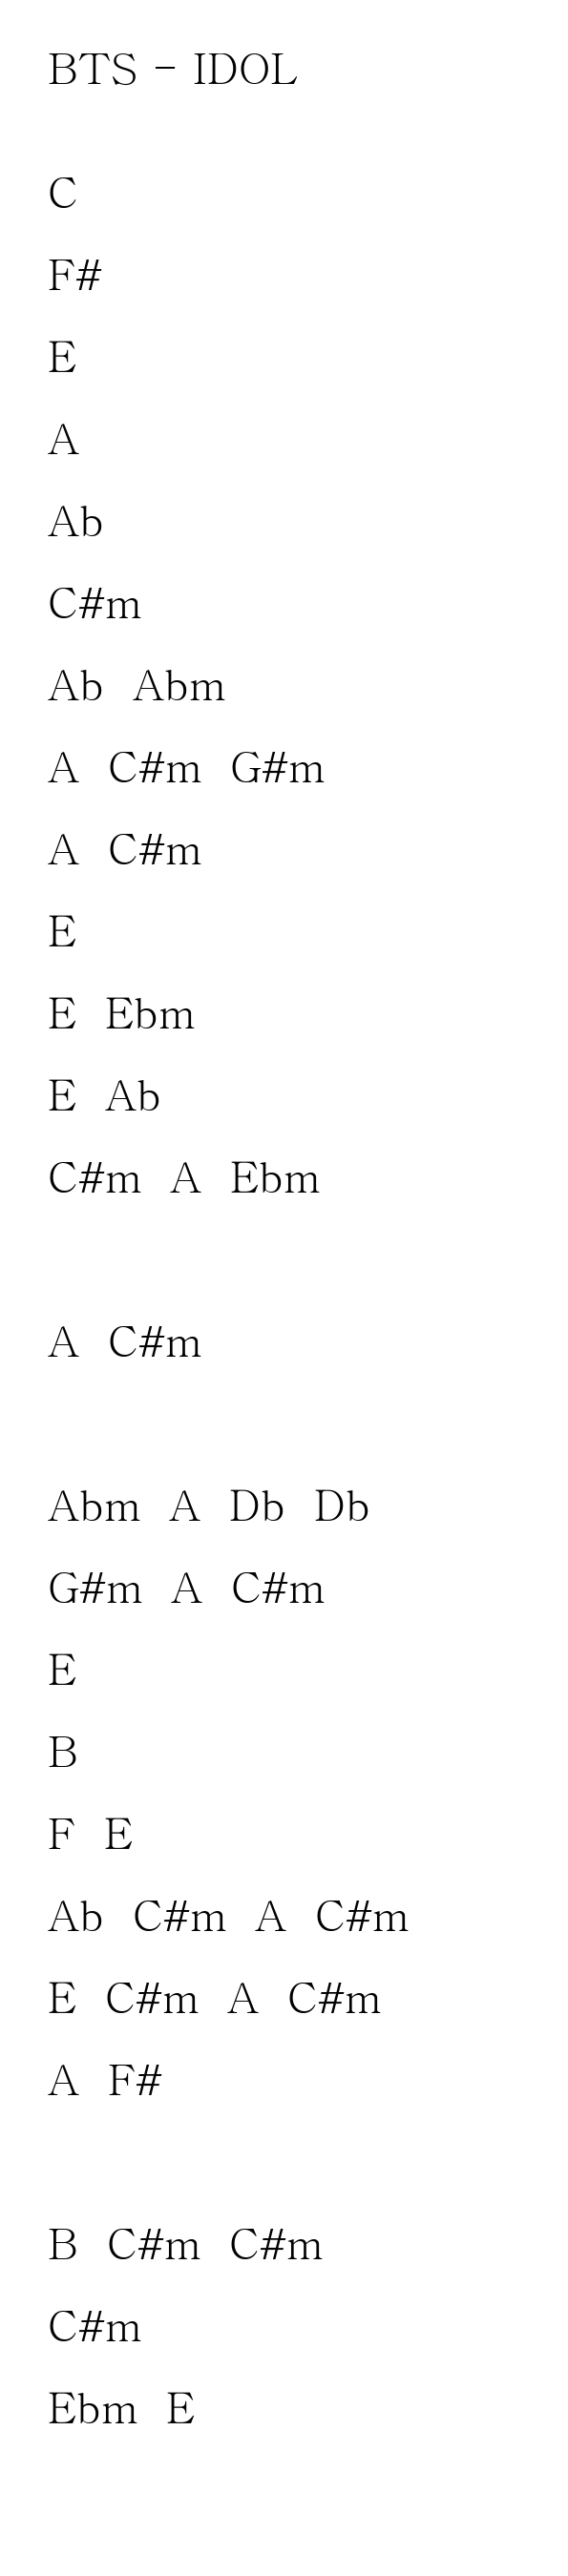 BTS - IDOL
C
F#
E
A
Ab
C#m
Ab Abm
A C#m G#m
A C#m
E
E Ebm
E Ab
C#m A Ebm
A C#m
Abm A Db Db
G#m A C#m
E
B
F E
Ab C#m A C#m
E C#m A C#m
A F#
B C#m C#m
C#m
Ebm E